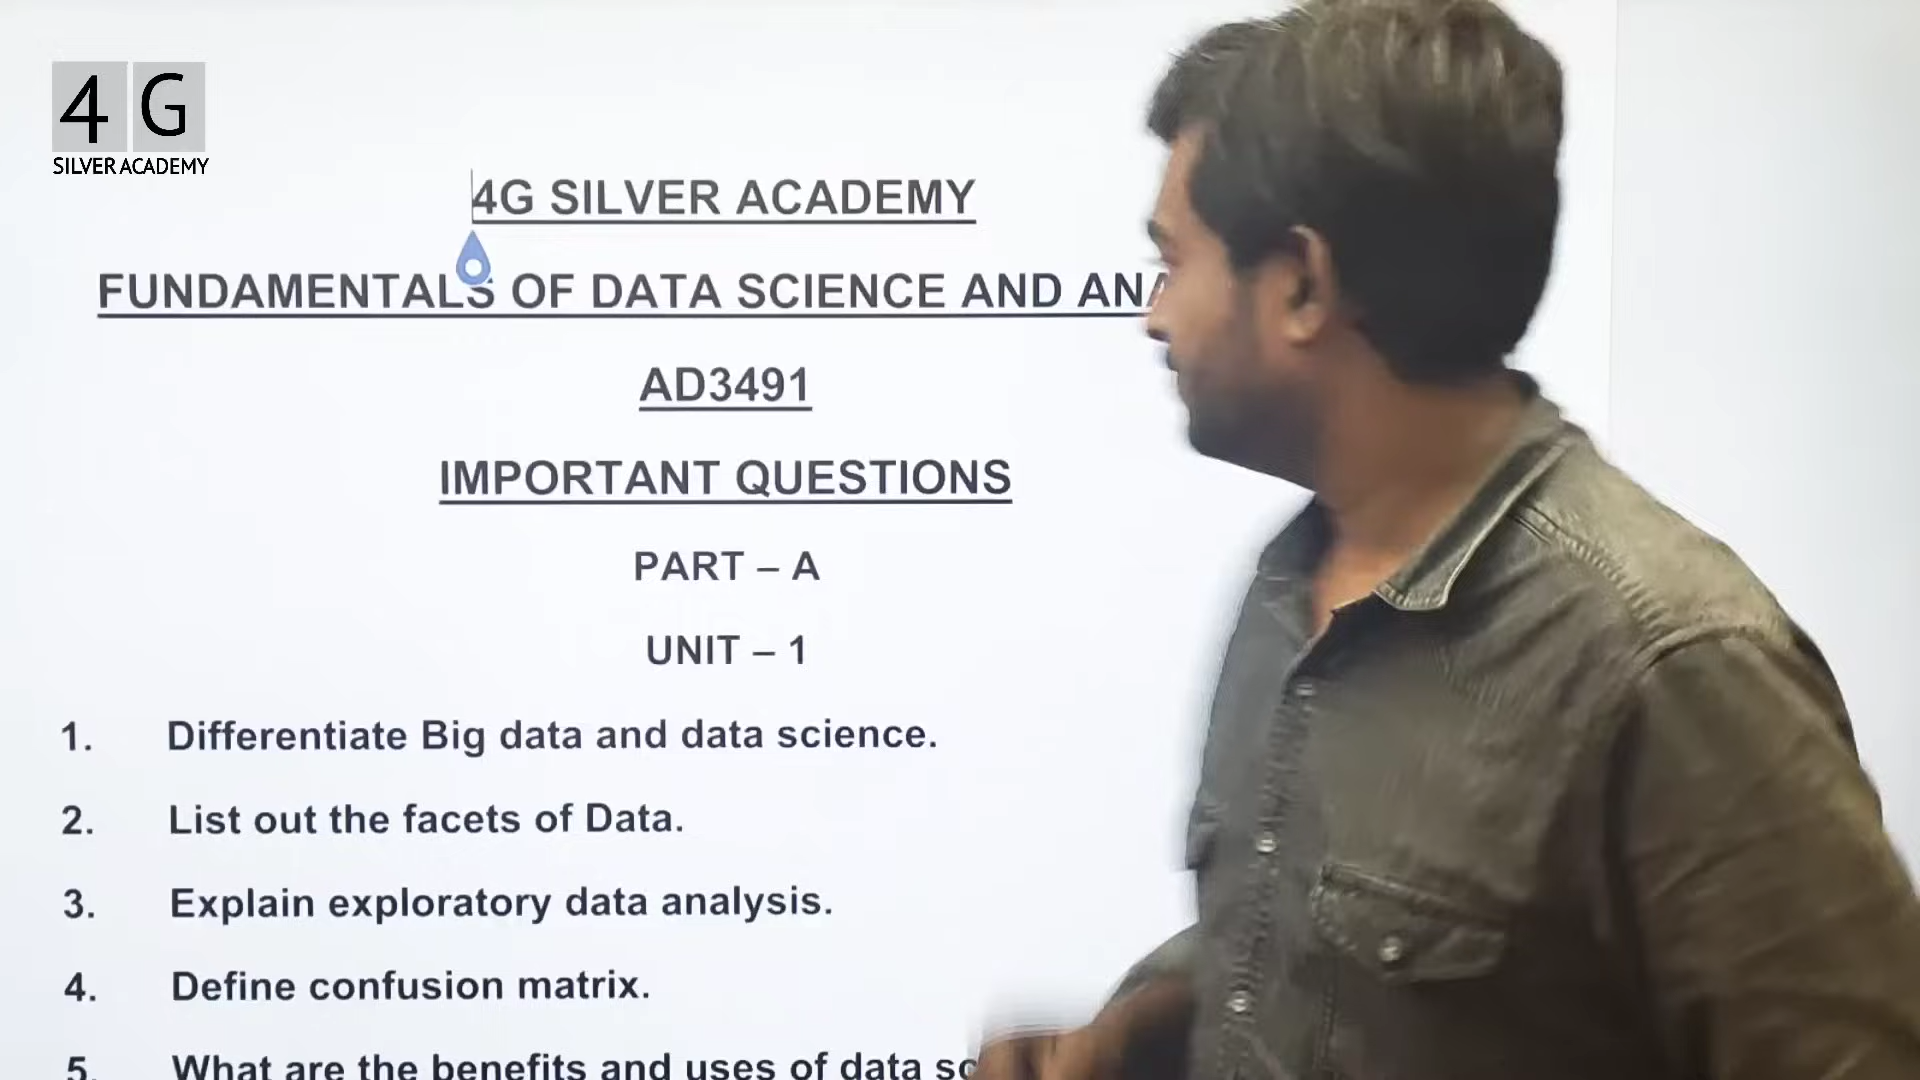 4G
SILVER ACADEMY
4G SILVER ACADEMY
FUNDAMENTALS OF DATA SCIENCE AND
AD3491
IMPORTANT QUESTIONS
PART – A
UNIT – 1
1. Differentiate Big data and data science.
2. List out the facets of Data.
3. Explain exploratory data analysis.
4. Define confusion matrix.
5. What are the benefits and uses of data